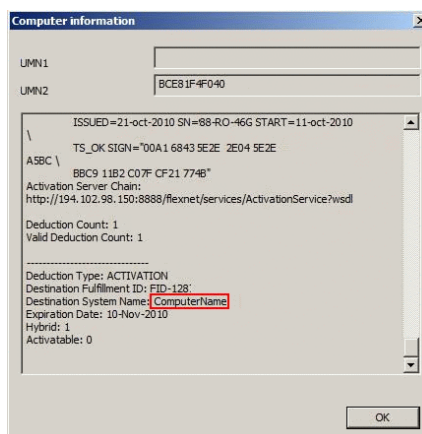 Computer information
UMN1
UMN2
BCE81F4F040
ISSUED=21-oct-2010 SN='88-RO-46G START=11-oct-2010
\
TS_OK SIGN="00A1 6843 5E2E 2E04 5E2E
A5BC \
BBC9 11B2 C07F CF21 774B"
Activation Server Chain:
http://194.102.98.150:8888/flexnet/services/ActivationService?wsdl
Deduction Count: 1
Valid Deduction Count: 1
-------------------------------
Deduction Type: ACTIVATION
Destination Fulfillment ID: FID-128
Destination System Name: ComputerName
Expiration Date: 10-Nov-2010
Hybrid: 1
Activatable: 0
OK